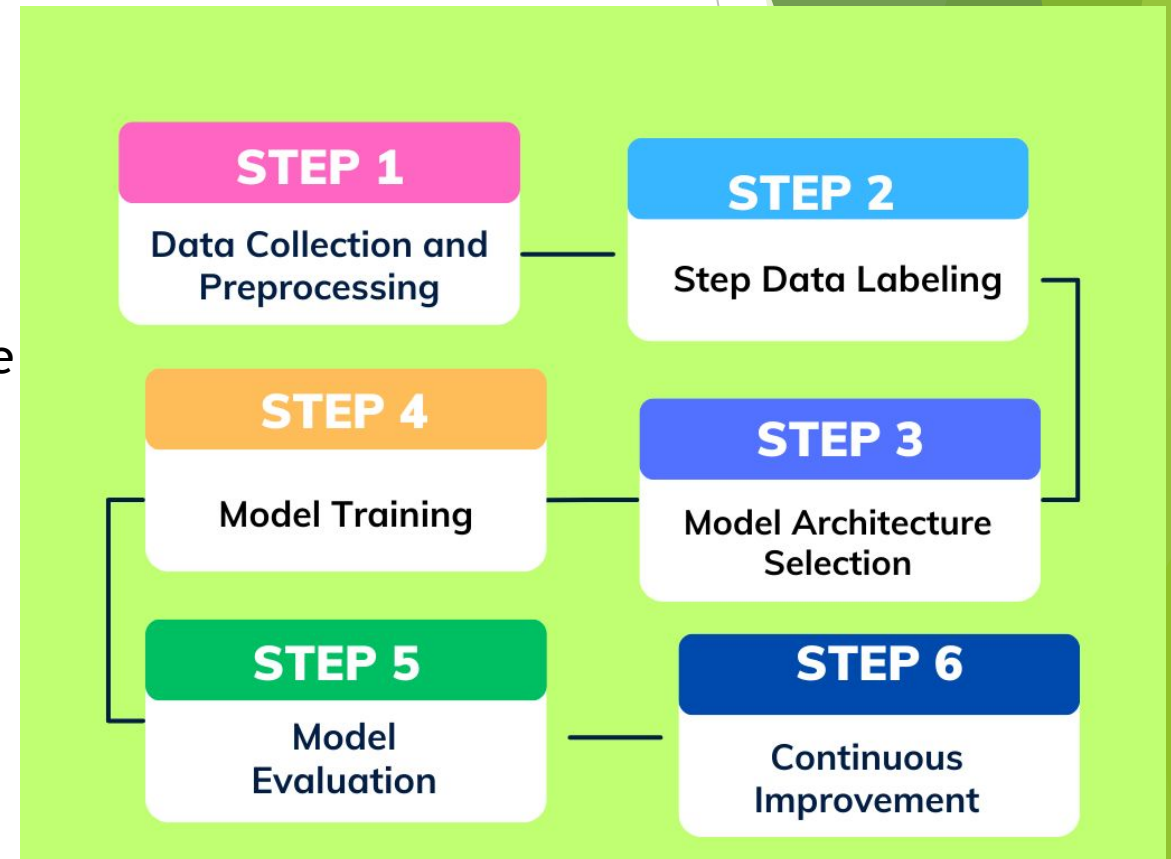 STEP 1
Data Collection and
Preprocessing
STEP 2
Step Data Labeling
STEP 3
Model Architecture
Selection
STEP 4
Model Training
STEP 5
Model
Evaluation
STEP 6
Continuous
Improvement